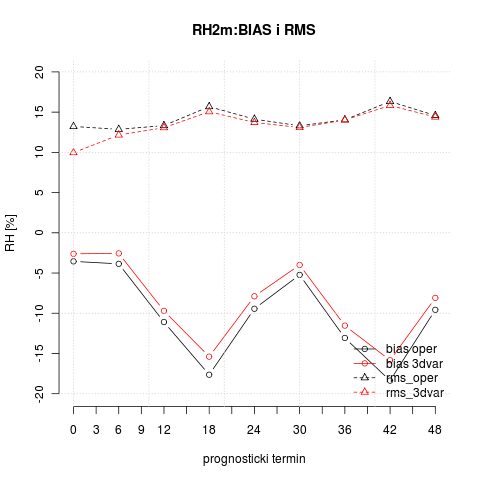 RH2m:BIAS i RMS
RH [%]
20
15
10
5
0
-5
-10
-15
-20
bias oper
bias 3dvar
rms_oper
rms_3dvar
0 3 6 9 12 18 24 30 36 42 48
prognosticki termin